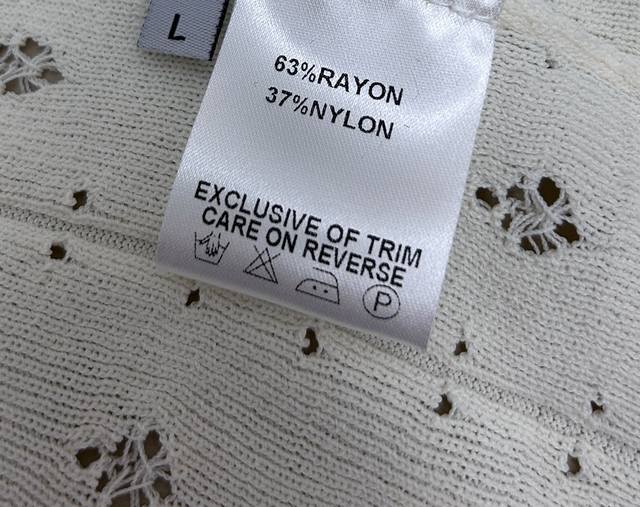 L
63%RAYON
37%NYLON
EXCLUSIVE OF TRIM
CARE ON REVERSE
P